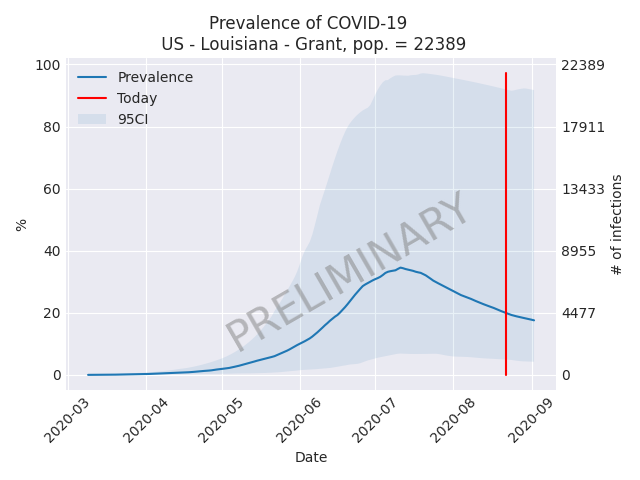 Prevalence of COVID-19
US - Louisiana - Grant, pop. = 22389
Prevalence
Today
95CI
100
80
60
40
20
0
%
22389
17911
13433
8955
4477
0
# of infections
PRELIMINARY
2020-03
2020-04
2020-05
2020-06
2020-07
2020-08
2020-09
Date